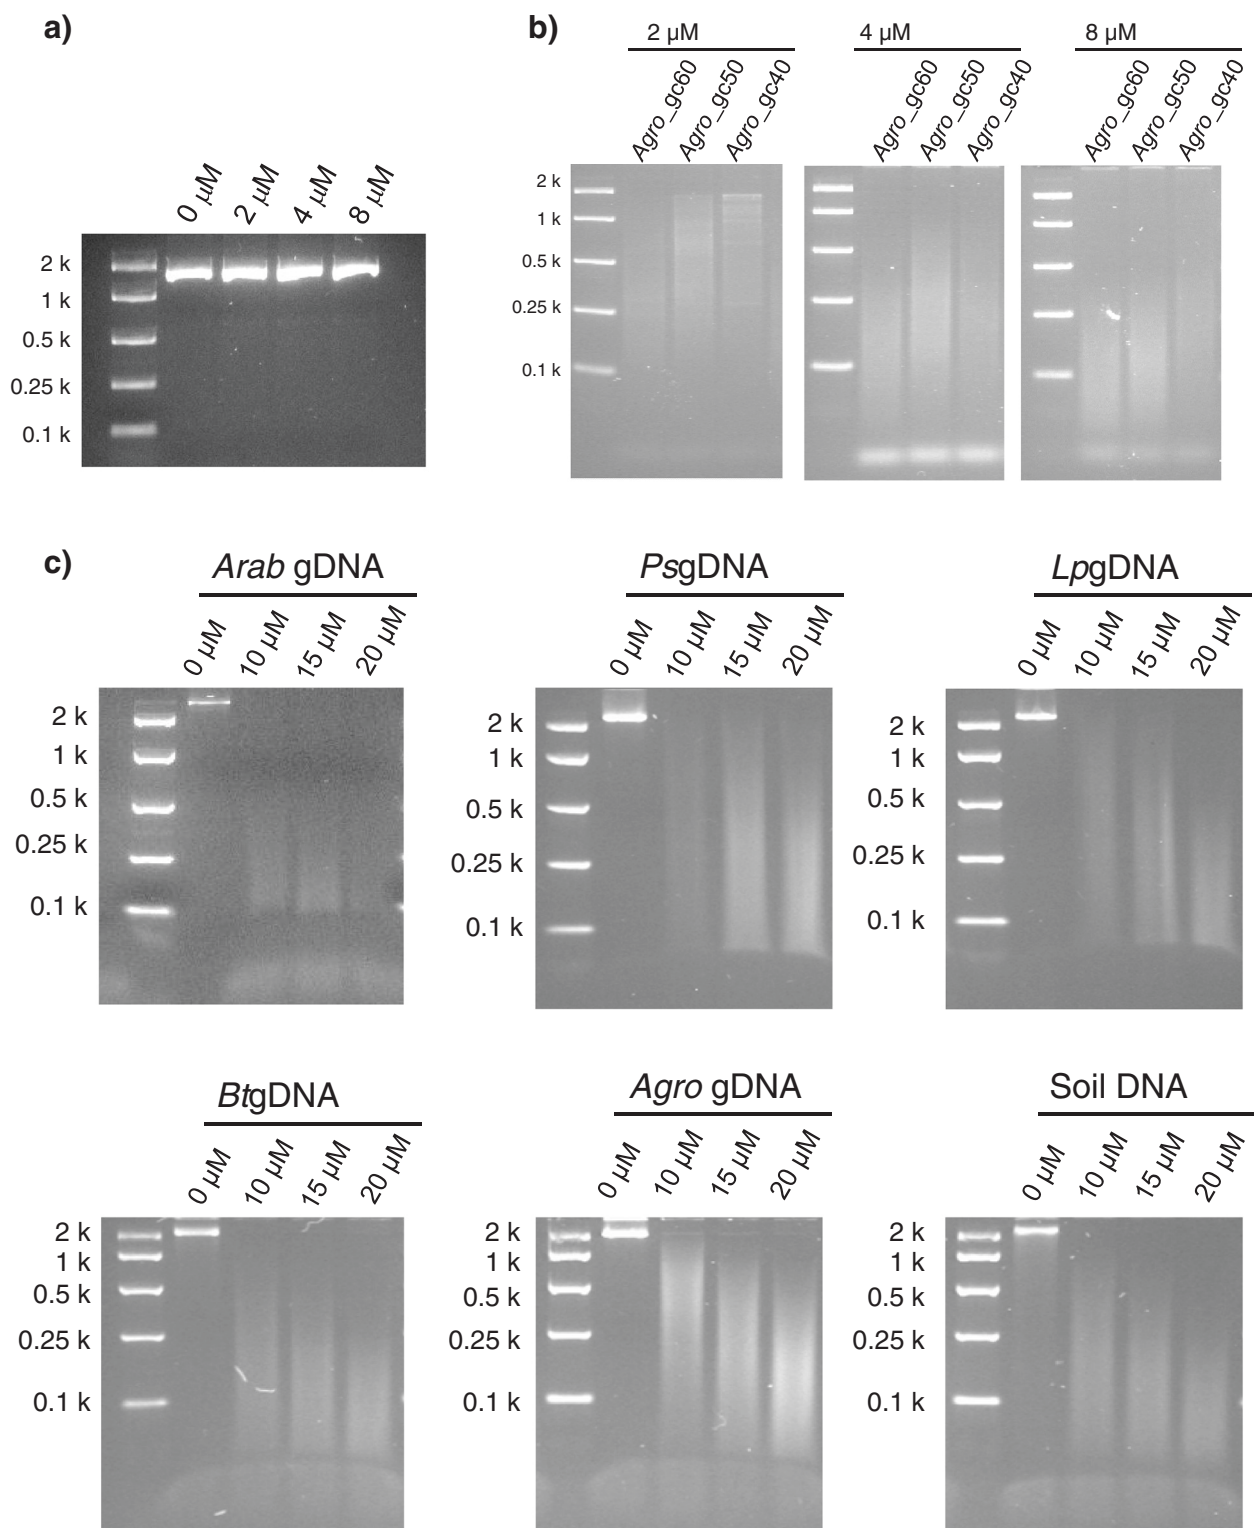 a)
0 µM 2 µM 4 µM 8 µM
2 k
1 k
0.5 k
0.25 k
0.1 k
b)
2 µM 4 µM 8 µM
Agro_gc60 Agro_gc50 Agro_gc40 Agro_gc60 Agro_gc50 Agro_gc40 Agro_gc60 Agro_gc50 Agro_gc40
2 k
1 k
0.5 k
0.25 k
0.1 k
c)
Arab gDNA
0 µM 10 µM 15 µM 20 µM
2 k
1 k
0.5 k
0.25 k
0.1 k
PsgDNA
0 µM 10 µM 15 µM 20 µM
2 k
1 k
0.5 k
0.25 k
0.1 k
LpgDNA
0 µM 10 µM 15 µM 20 µM
2 k
1 k
0.5 k
0.25 k
0.1 k
BtgDNA
0 µM 10 µM 15 µM 20 µM
2 k
1 k
0.5 k
0.25 k
0.1 k
Agro gDNA
0 µM 10 µM 15 µM 20 µM
2 k
1 k
0.5 k
0.25 k
0.1 k
Soil DNA
0 µM 10 µM 15 µM 20 µM
2 k
1 k
0.5 k
0.25 k
0.1 k